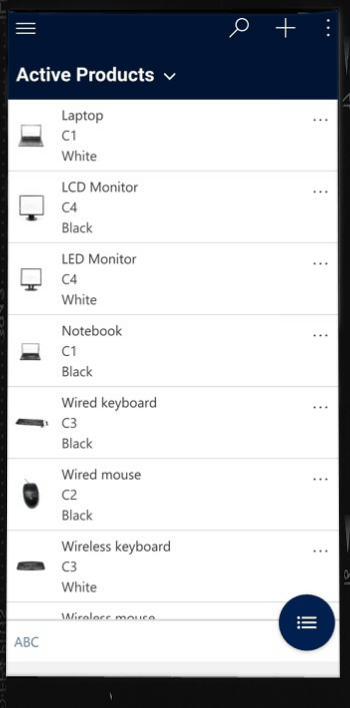 Active Products
Laptop
C1
White
LCD Monitor
C4
Black
LED Monitor
C4
White
Notebook
C1
Black
Wired keyboard
C3
Black
Wired mouse
C2
Black
Wireless keyboard
C3
White
Wireless mouse
ABC